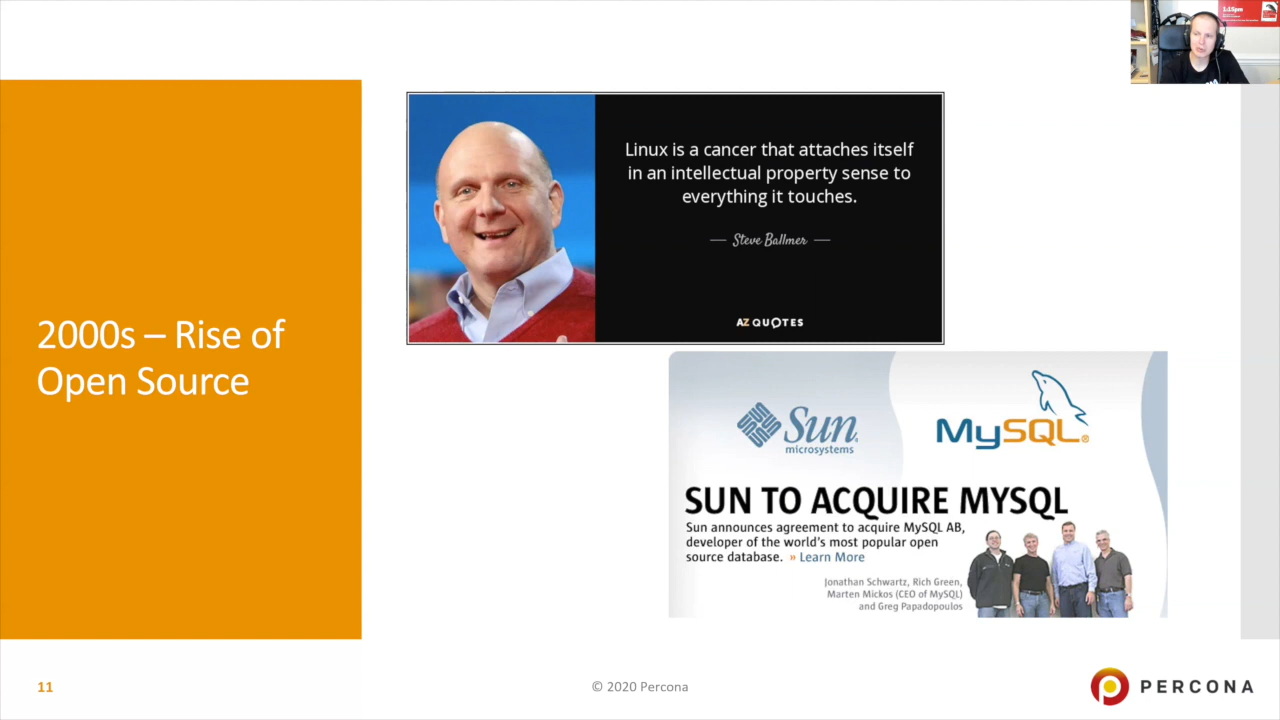 2000s – Rise of
Open Source
Linux is a cancer that attaches itself
in an intellectual property sense to
everything it touches.
— Steve Ballmer —
AZ QUOTES
Sun
microsystems
MySQL®
SUN TO ACQUIRE MYSQL
Sun announces agreement to acquire MySQL AB,
developer of the world's most popular open
source database. » Learn More
Jonathan Schwartz, Rich Green,
Marten Mickos (CEO of MySQL)
and Greg Papadopoulos
11
© 2020 Percona
PERCONA